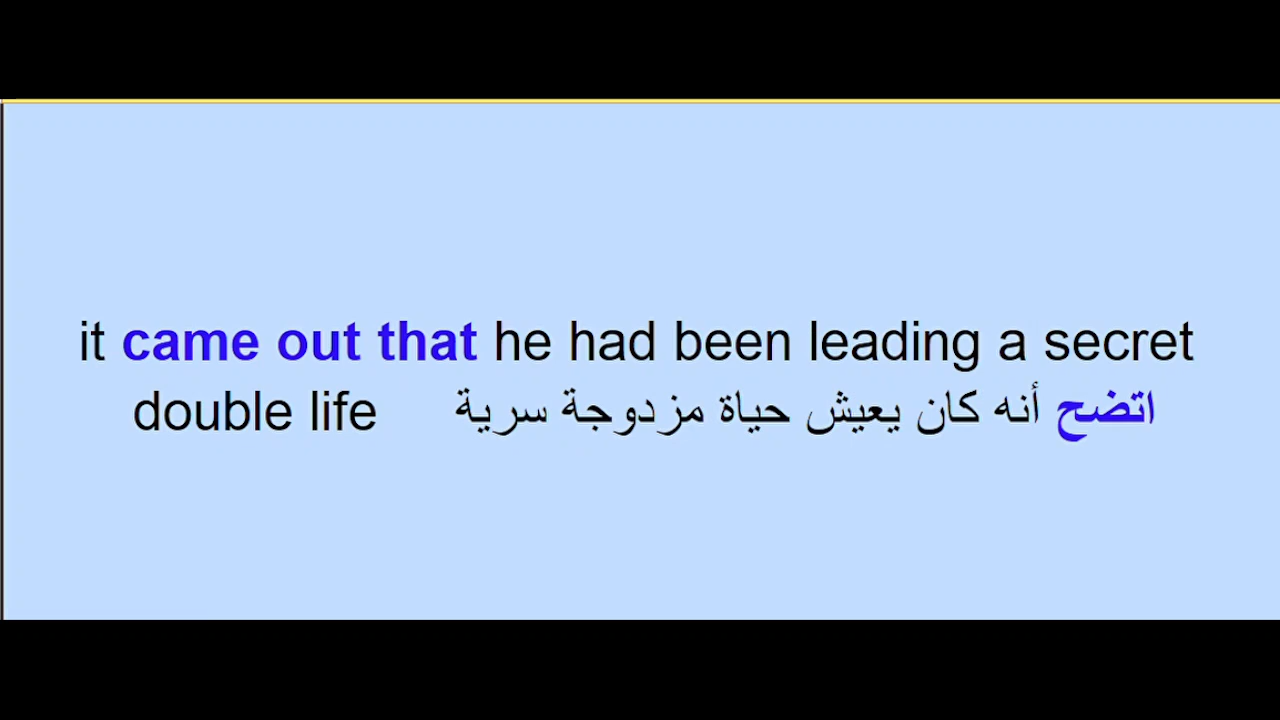 it came out that he had been leading a secret
double life اتضح أنه كان يعيش حياة مزدوجة سرية